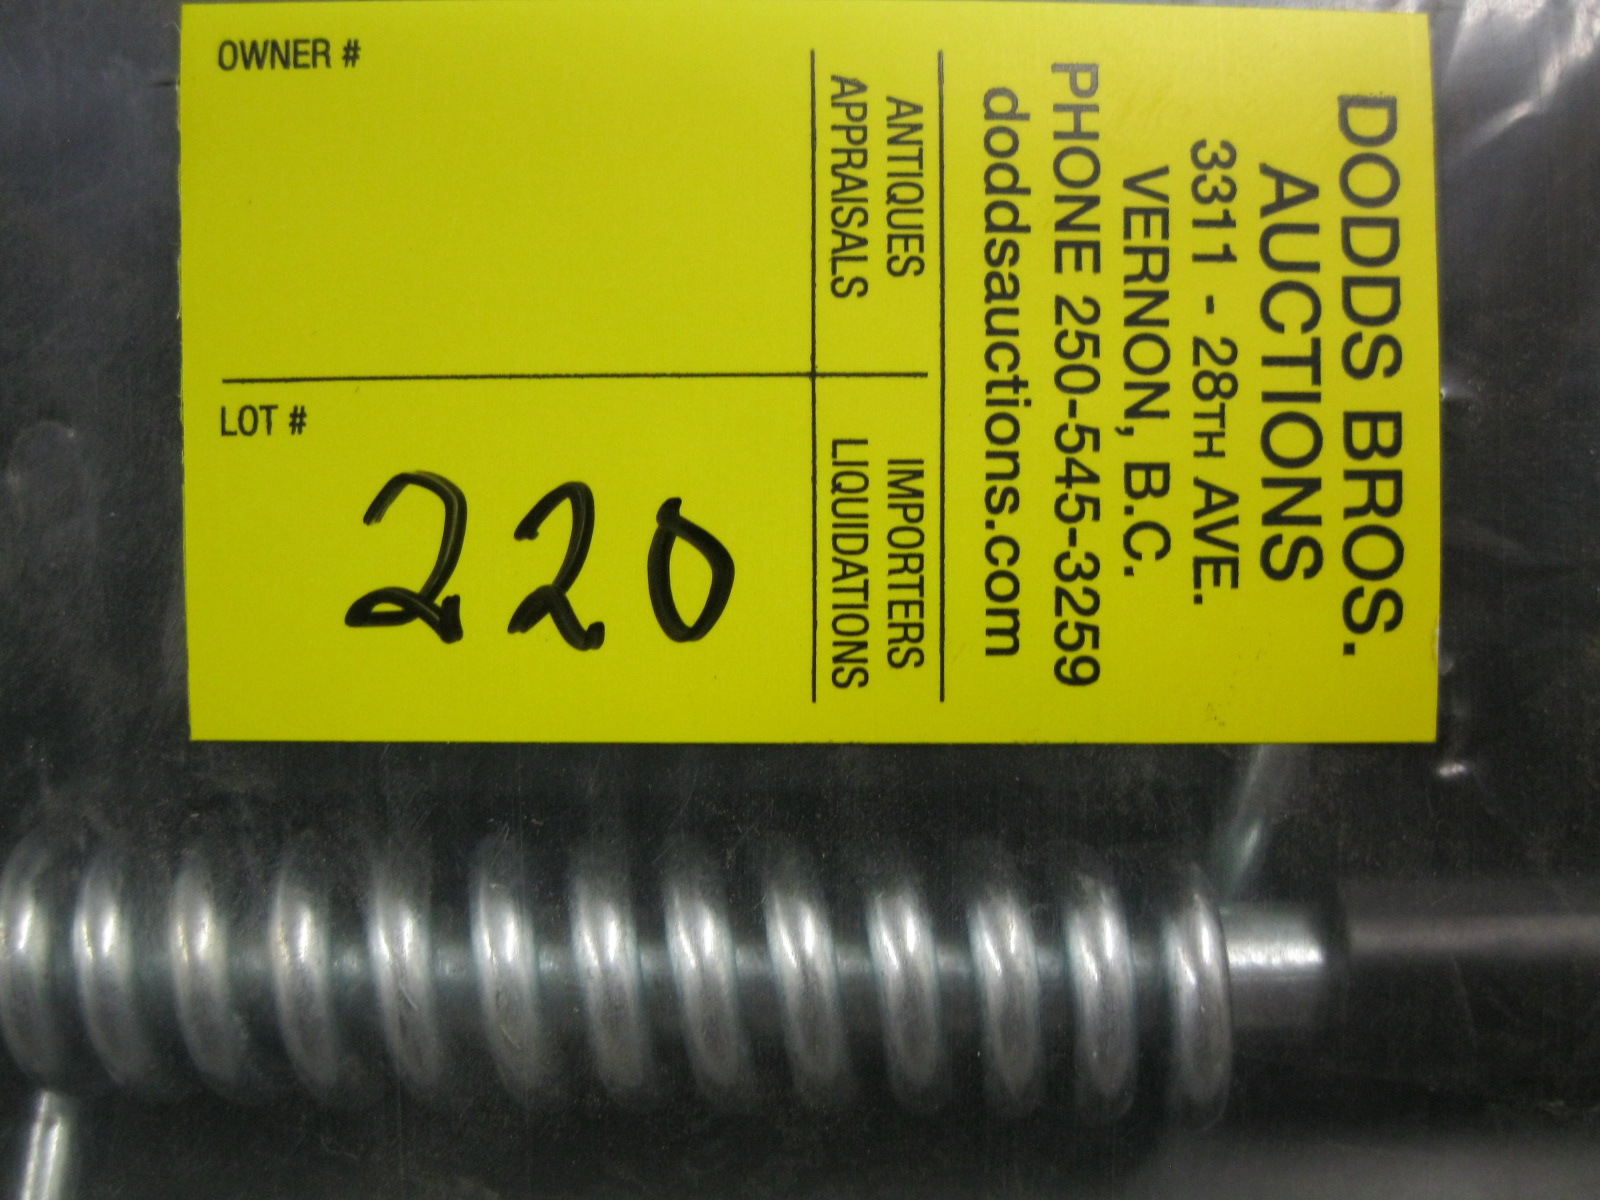 DODDS BROS.
AUCTIONS
3311 - 28TH AVE.
VERNON, B.C.
PHONE 250-545-3259
doddsauctions.com
ANTIQUES
APPRAISALS
IMPORTERS
LIQUIDATIONS
OWNER #
LOT #
220